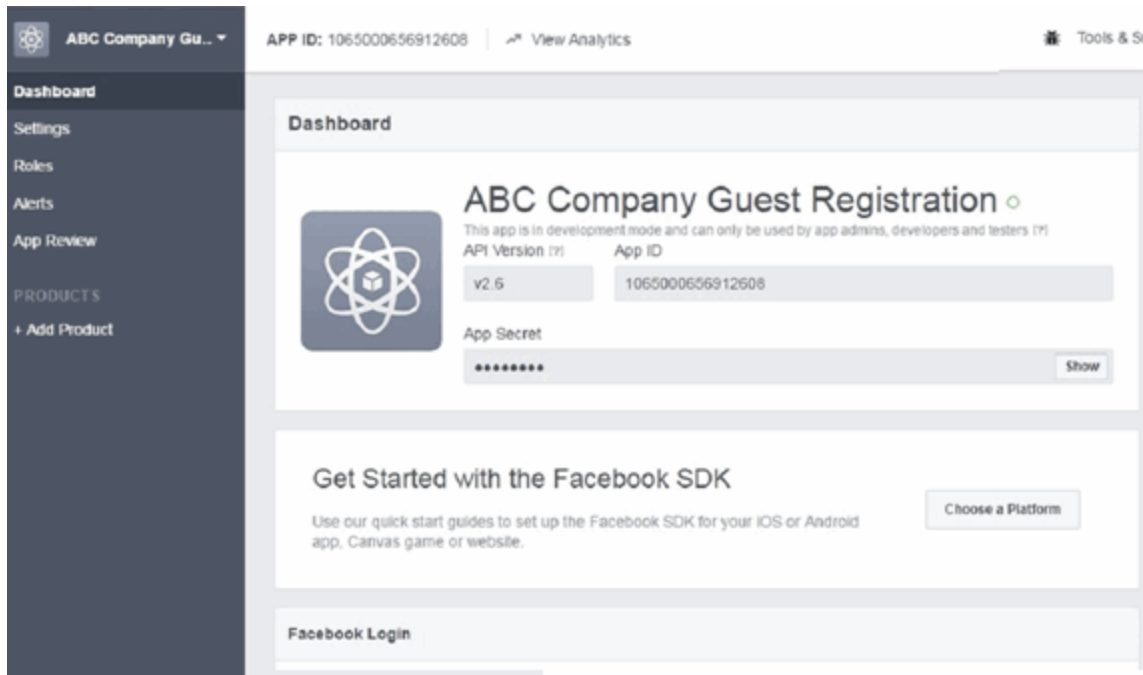 ABC Company Gu..
APP ID: 1065000656912608
View Analytics
Tools & S
Dashboard
Settings
Roles
Alerts
App Review
PRODUCTS
+ Add Product
Dashboard
ABC Company Guest Registration
This app is in development mode and can only be used by app admins, developers and testers [?]
API Version [?] App ID
v2.6 1065000656912608
App Secret
••••••••
Show
Get Started with the Facebook SDK
Use our quick start guides to set up the Facebook SDK for your iOS or Android
app, Canvas game or website.
Choose a Platform
Facebook Login